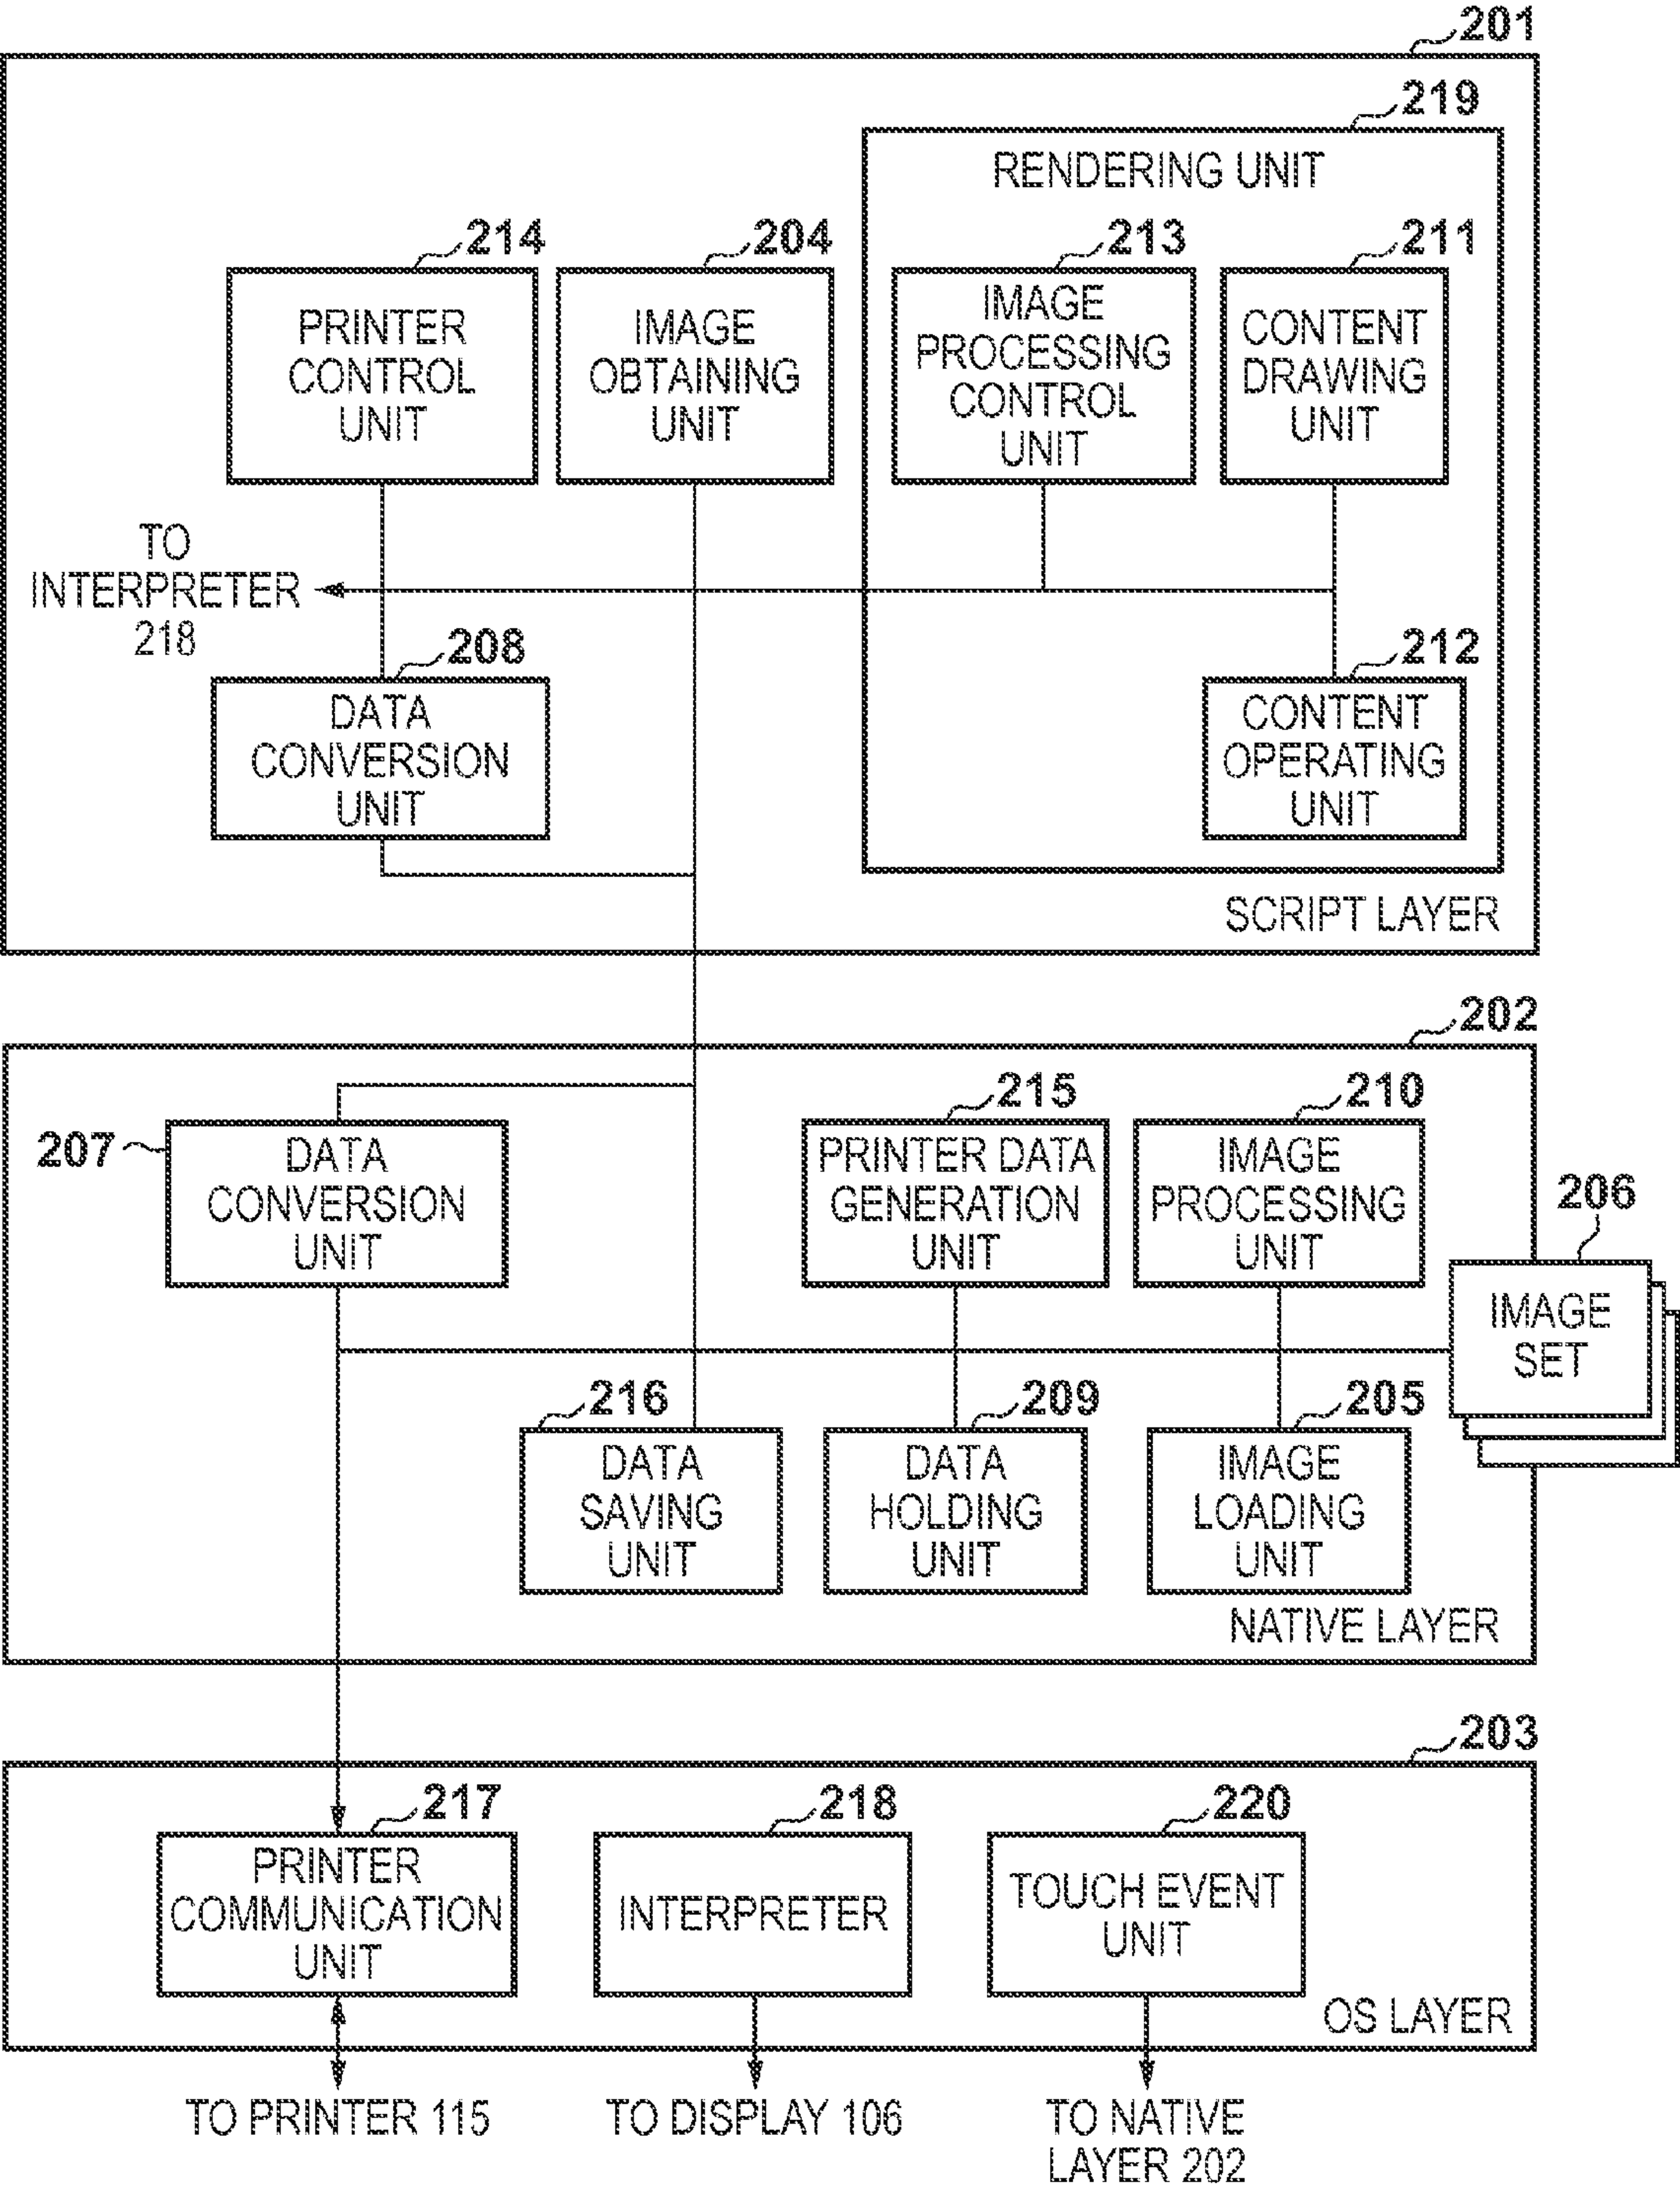 201
219
RENDERING UNIT
214
204
213
211
PRINTER
CONTROL
UNIT
IMAGE
OBTAINING
UNIT
IMAGE
PROCESSING
CONTROL
UNIT
CONTENT
DRAWING
UNIT
TO
INTERPRETER
218
208
212
DATA
CONVERSION
UNIT
CONTENT
OPERATING
UNIT
SCRIPT LAYER
202
207
215
210
206
DATA
CONVERSION
UNIT
PRINTER DATA
GENERATION
UNIT
IMAGE
PROCESSING
UNIT
IMAGE
SET
216
209
205
DATA
SAVING
UNIT
DATA
HOLDING
UNIT
IMAGE
LOADING
UNIT
NATIVE LAYER
203
217
218
220
PRINTER
COMMUNICATION
UNIT
INTERPRETER
TOUCH EVENT
UNIT
OS LAYER
TO PRINTER 115
TO DISPLAY 106
TO NATIVE
LAYER 202